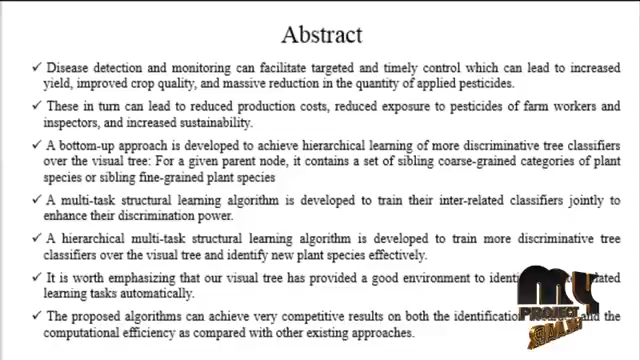 Abstract
✓ Disease detection and monitoring can facilitate targeted and timely control which can lead to increased
yield, improved crop quality, and massive reduction in the quantity of applied pesticides.
✓ These in turn can lead to reduced production costs, reduced exposure to pesticides of farm workers and
inspectors, and increased sustainability.
✓ A bottom-up approach is developed to achieve hierarchical learning of more discriminative tree classifiers
over the visual tree: For a given parent node, it contains a set of sibling coarse-grained categories of plant
species or sibling fine-grained plant species
✓ A multi-task structural learning algorithm is developed to train their inter-related classifiers jointly to
enhance their discrimination power.
✓ A hierarchical multi-task structural learning algorithm is developed to train more discriminative tree
classifiers over the visual tree and identify new plant species effectively.
✓ It is worth emphasizing that our visual tree has provided a good environment to
learning tasks automatically.
✓ The proposed algorithms can achieve very competitive results on both the identification and the
computational efficiency as compared with other existing approaches.
MY
PROJECT